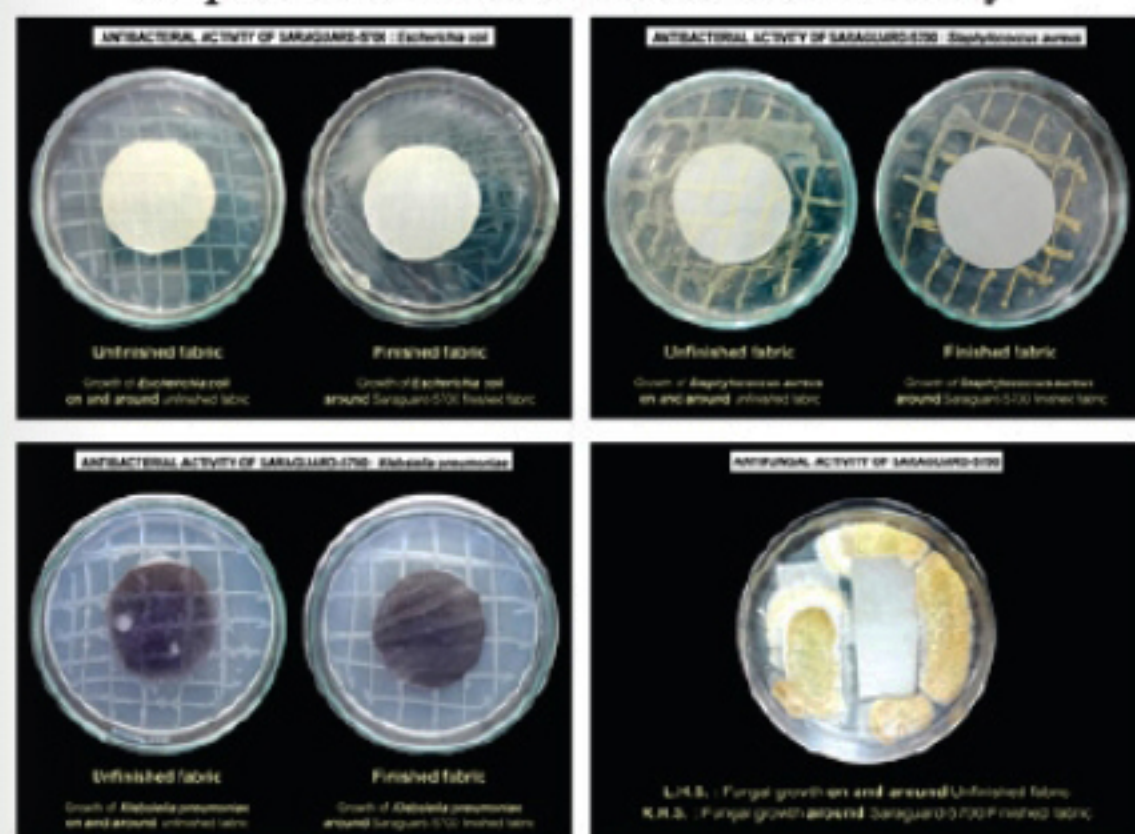 ANTIBACTERIAL ACTIVITY OF SARAGUARD-5700 : Escherichia coli
Unfinished fabric
Growth of Escherichia coli
on and around unfinished fabric
Finished fabric
Growth of Escherichia coli
around Saraguard-5700 finished fabric
ANTIBACTERIAL ACTIVITY OF SARAGUARD-5700 : Staphylococcus aureus
Unfinished fabric
Growth of Staphylococcus aureus
on and around unfinished fabric
Finished fabric
Growth of Staphylococcus aureus
around Saraguard-5700 finished fabric
ANTIBACTERIAL ACTIVITY OF SARAGUARD-5700 : Klebsiella pneumoniae
Unfinished fabric
Growth of Klebsiella pneumoniae
on and around unfinished fabric
Finished fabric
Growth of Klebsiella pneumoniae
around Saraguard-5700 finished fabric
ANTIFUNGAL ACTIVITY OF SARAGUARD-5700
L.H.S. : Fungal growth on and around Unfinished fabric
R.H.S. : Fungal growth around Saraguard-5700 Finished fabric